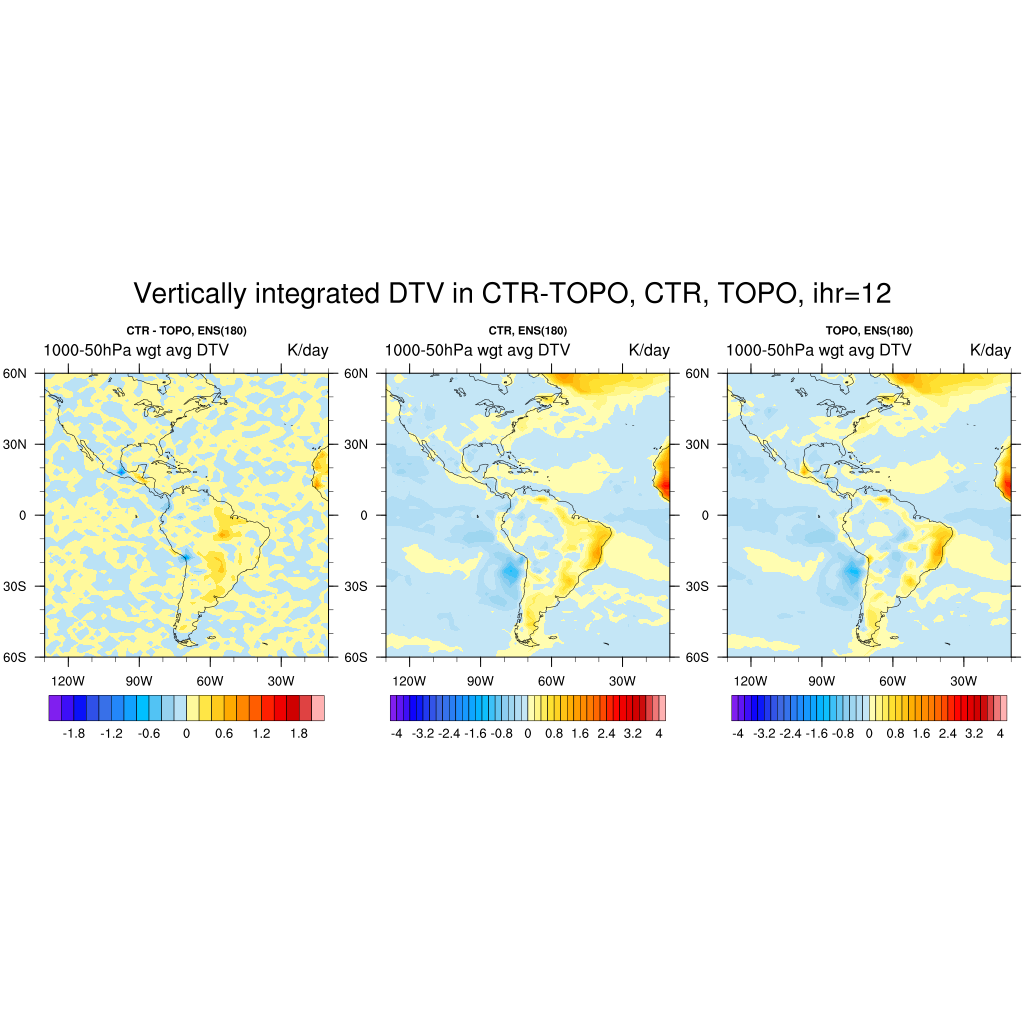 Vertically integrated DTV in CTR-TOPO, CTR, TOPO, ihr=12
CTR - TOPO, ENS(180)
1000-50hPa wgt avg DTV K/day
60N
30N
0
30S
60S
120W 90W 60W 30W
-1.8 -1.2 -0.6 0 0.6 1.2 1.8
CTR, ENS(180)
1000-50hPa wgt avg DTV K/day
60N
30N
0
30S
60S
120W 90W 60W 30W
-4 -3.2 -2.4 -1.6 -0.8 0 0.8 1.6 2.4 3.2 4
TOPO, ENS(180)
1000-50hPa wgt avg DTV K/day
60N
30N
0
30S
60S
120W 90W 60W 30W
-4 -3.2 -2.4 -1.6 -0.8 0 0.8 1.6 2.4 3.2 4